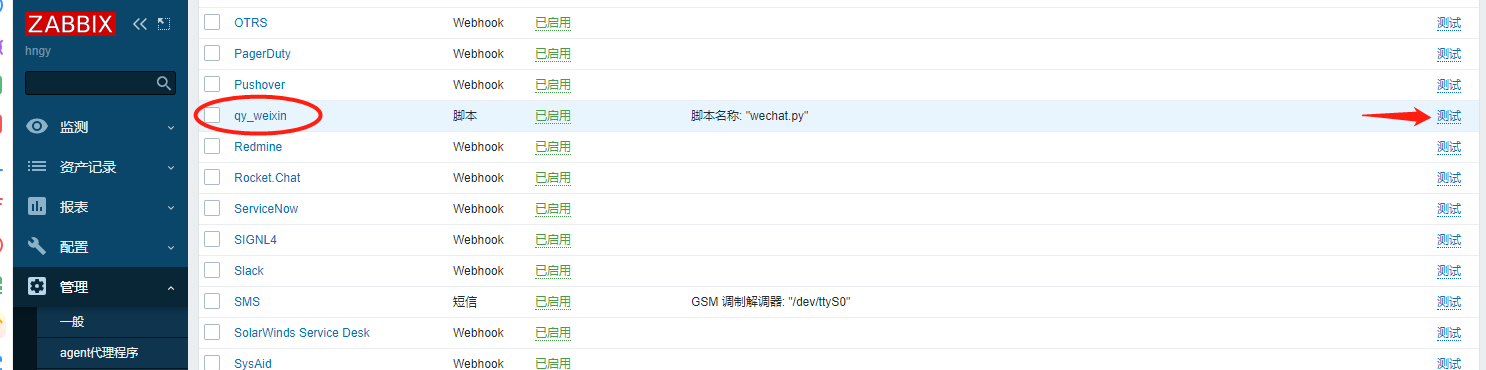 ZABBIX
hngy
监测
资产记录
报表
配置
管理
一般
agent代理程序
OTRS Webhook 已启用 测试
PagerDuty Webhook 已启用 测试
Pushover Webhook 已启用 测试
qy_weixin 脚本 已启用 脚本名称: "wechat.py" 测试
Redmine Webhook 已启用 测试
Rocket.Chat Webhook 已启用 测试
ServiceNow Webhook 已启用 测试
SIGNL4 Webhook 已启用 测试
Slack Webhook 已启用 测试
SMS 短信 已启用 GSM 调制解调器: "/dev/ttyS0" 测试
SolarWinds Service Desk Webhook 已启用 测试
SysAid Webhook 已启用 测试